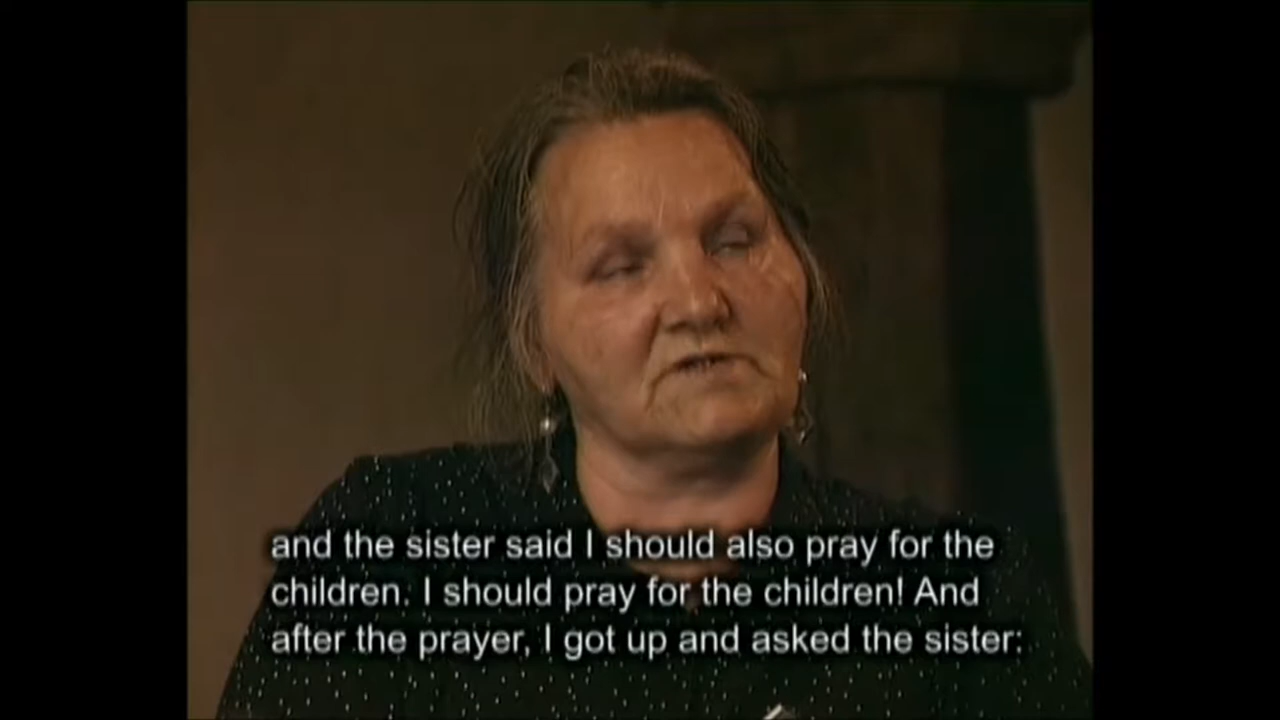 and the sister said I should also pray for the
children. I should pray for the children! And
after the prayer, I got up and asked the sister: